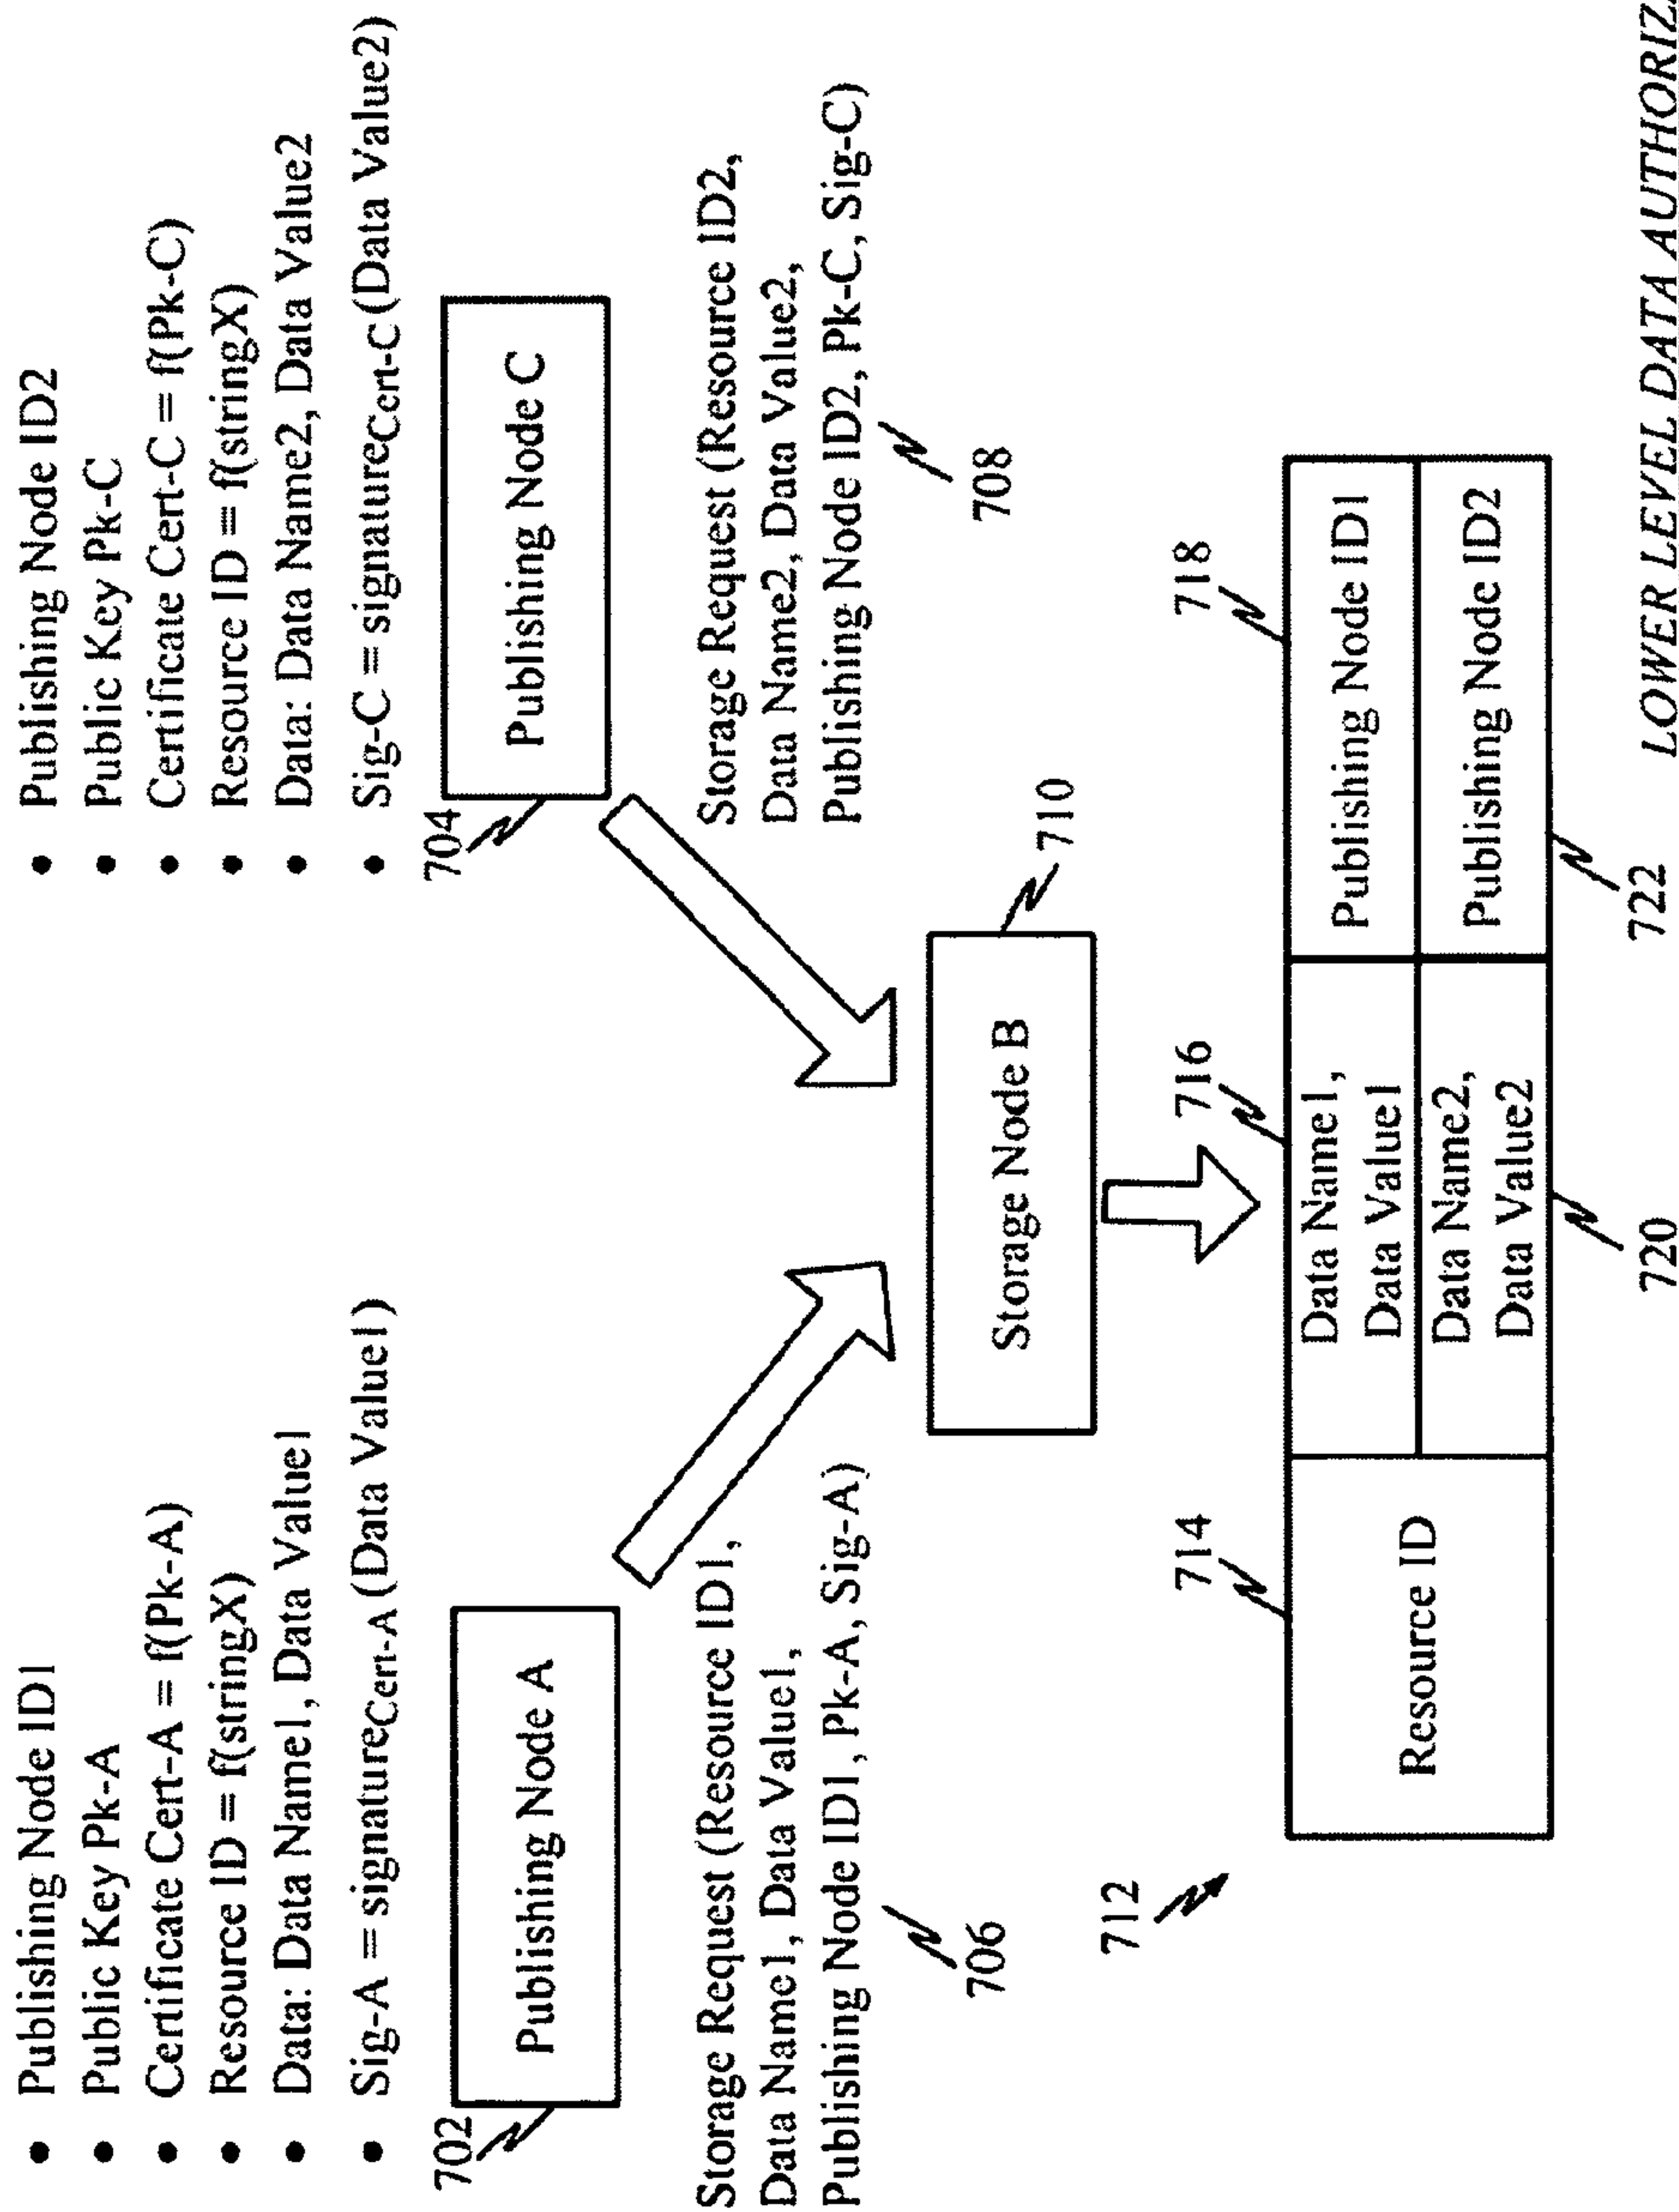 • Publishing Node ID1
• Public Key Pk-A
• Certificate Cert-A = f(Pk-A)
• Resource ID = f(stringX)
• Data: Data Name1, Data Value1
• Sig-A = signatureCert-A (Data Value1)
702
Publishing Node A
Storage Request (Resource ID1,
Data Name1, Data Value1,
Publishing Node ID1, Pk-A, Sig-A)
706
• Publishing Node ID2
• Public Key Pk-C
• Certificate Cert-C = f(Pk-C)
• Resource ID = f(stringX)
• Data: Data Name2, Data Value2
• Sig-C = signatureCert-C (Data Value2)
704
Publishing Node C
Storage Request (Resource ID2,
Data Name2, Data Value2,
Publishing Node ID2, Pk-C, Sig-C)
708
Storage Node B
710
712
714
716
718
Resource ID
Data Name1,
Data Value1
Publishing Node ID1
Data Name2,
Data Value2
Publishing Node ID2
720
722
LOWER LEVEL DATA AUTHORIZ